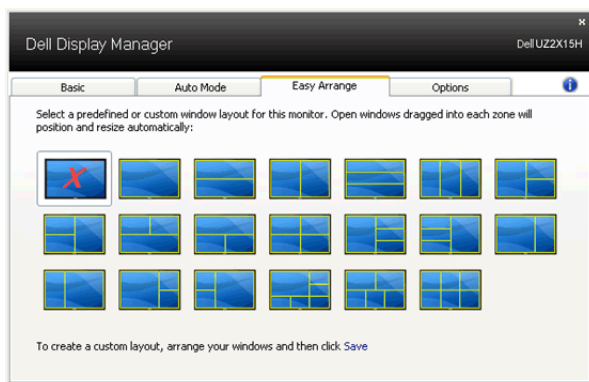 Dell Display Manager
Dell UZ2X15H
Basic
Auto Mode
Easy Arrange
Options
Select a predefined or custom window layout for this monitor. Open windows dragged into each zone will
position and resize automatically:
To create a custom layout, arrange your windows and then click Save